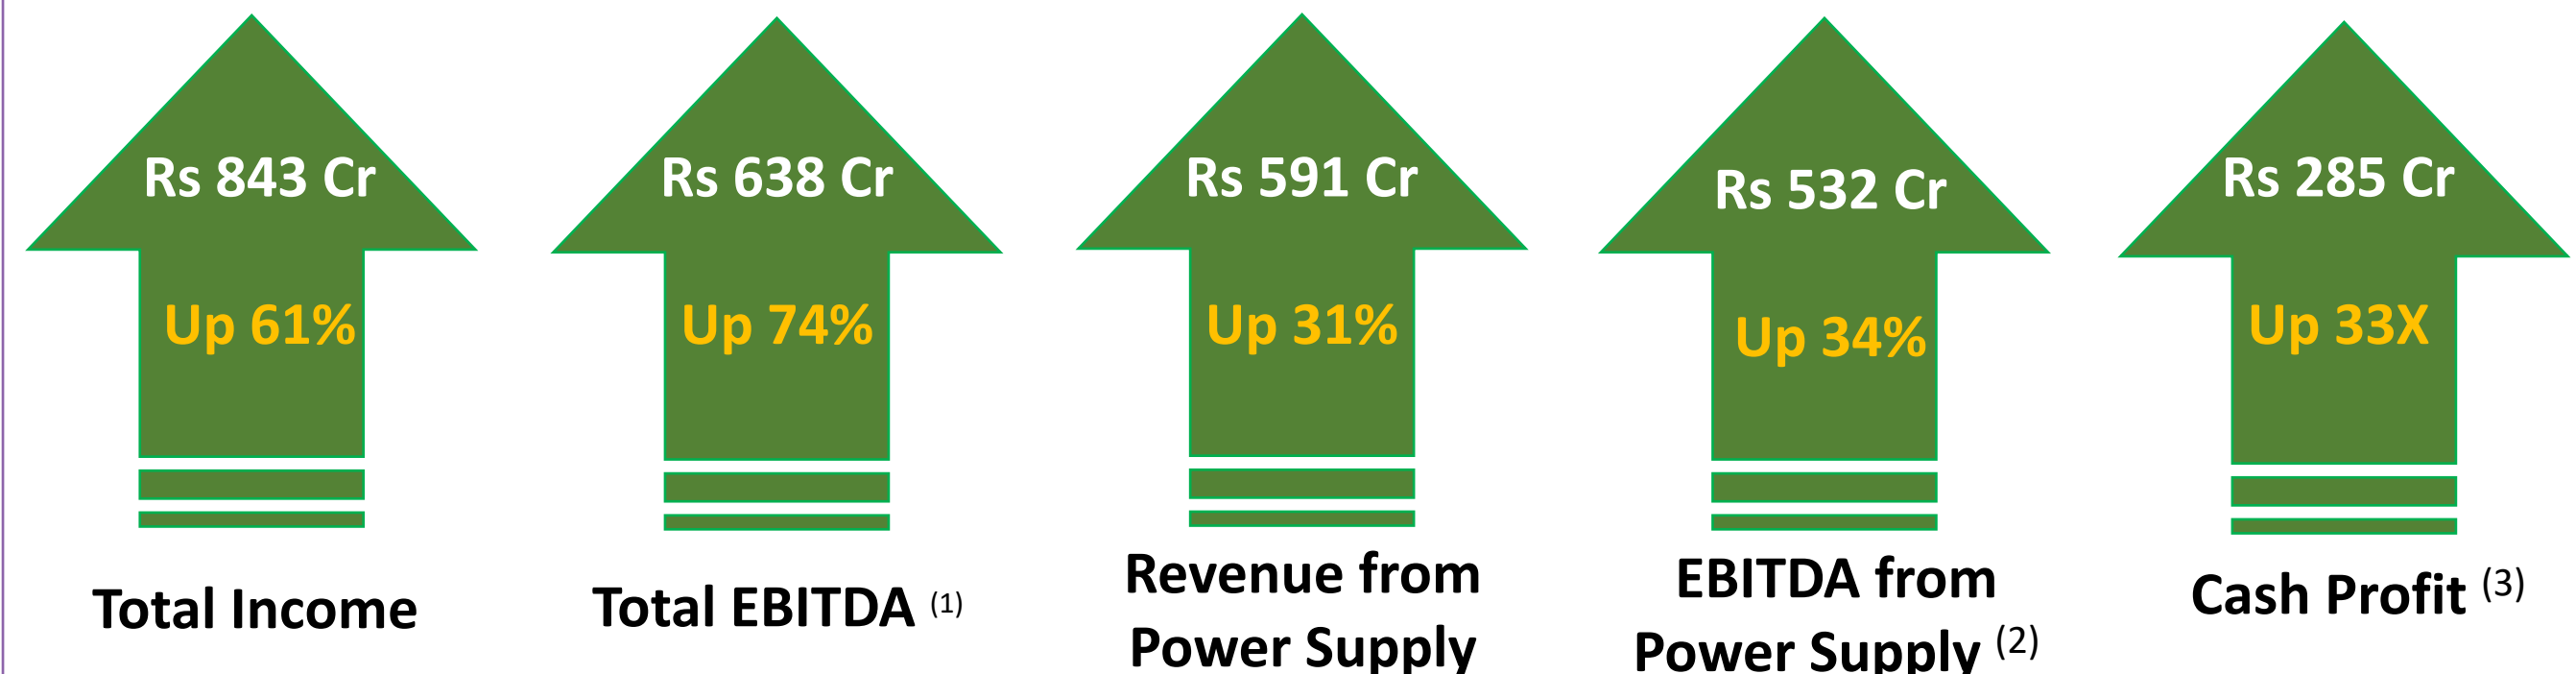 Rs 843 Cr
Up 61%
Total Income
Rs 638 Cr
Up 74%
Total EBITDA (1)
Rs 591 Cr
Up 31%
Revenue from
Power Supply
Rs 532 Cr
Up 34%
EBITDA from
Power Supply (2)
Rs 285 Cr
Up 33X
Cash Profit (3)